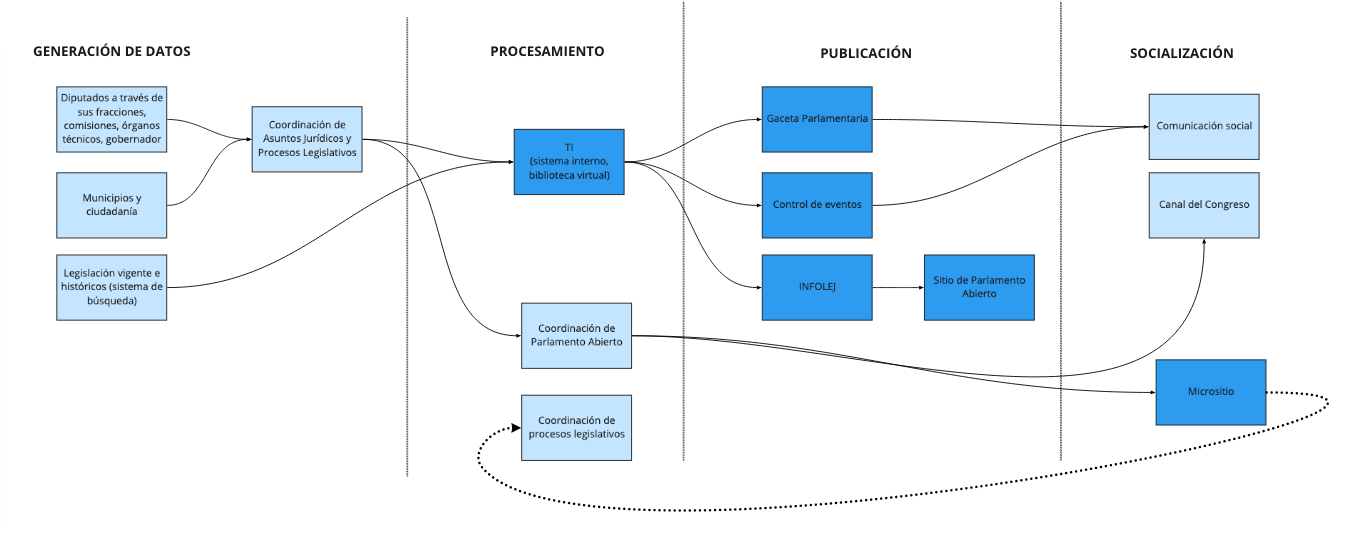 GENERACIÓN DE DATOS
Diputados a través de
sus fracciones,
comisiones, órganos
técnicos, gobernador
Municipios y
ciudadanía
Legislación vigente e
históricos (sistema de
búsqueda)
Coordinación de
Asuntos Jurídicos y
Procesos Legislativos
PROCESAMIENTO
TI
(sistema interno,
biblioteca virtual)
Coordinación de
Parlamento Abierto
Coordinación de
procesos legislativos
PUBLICACIÓN
Gaceta Parlamentaria
Control de eventos
INFOLEJ
Sitio de Parlamento
Abierto
SOCIALIZACIÓN
Comunicación social
Canal del Congreso
Micrositio